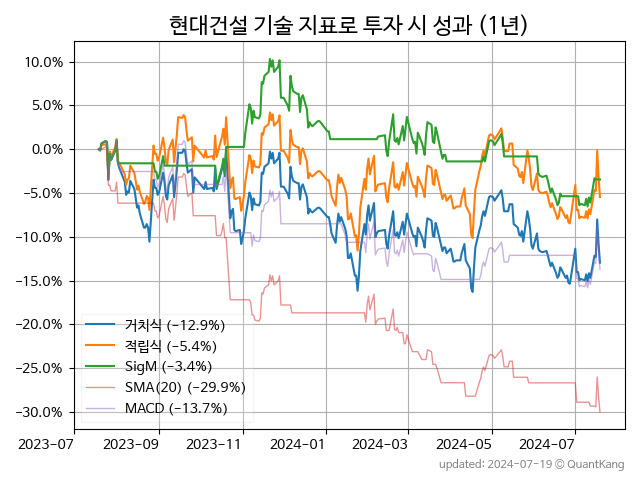 현대건설 기술 지표로 투자 시 성과 (1년)
10.0%
5.0%
0.0%
−5.0%
−10.0%
−15.0%
−20.0%
−25.0%
−30.0%
거치식 (−12.9%)
적립식 (−5.4%)
SigM (−3.4%)
SMA(20) (−29.9%)
MACD (−13.7%)
2023-07 2023-09 2023-11 2024-01 2024-03 2024-05 2024-07
updated: 2024-07-19 © QuantKang